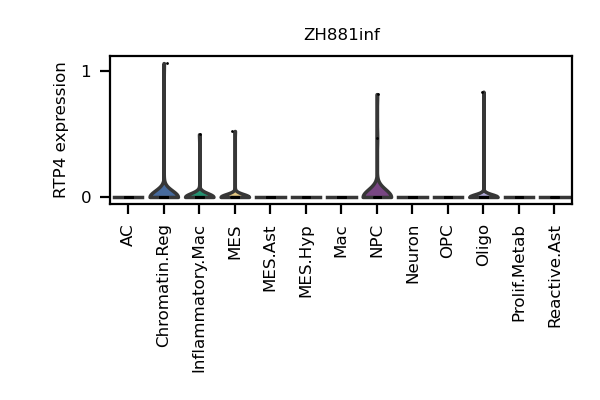 ZH881inf
RTP4 expression
1
0
AC
Chromatin.Reg
Inflammatory.Mac
MES
MES.Ast
MES.Hyp
Mac
NPC
Neuron
OPC
Oligo
Prolif.Metab
Reactive.Ast